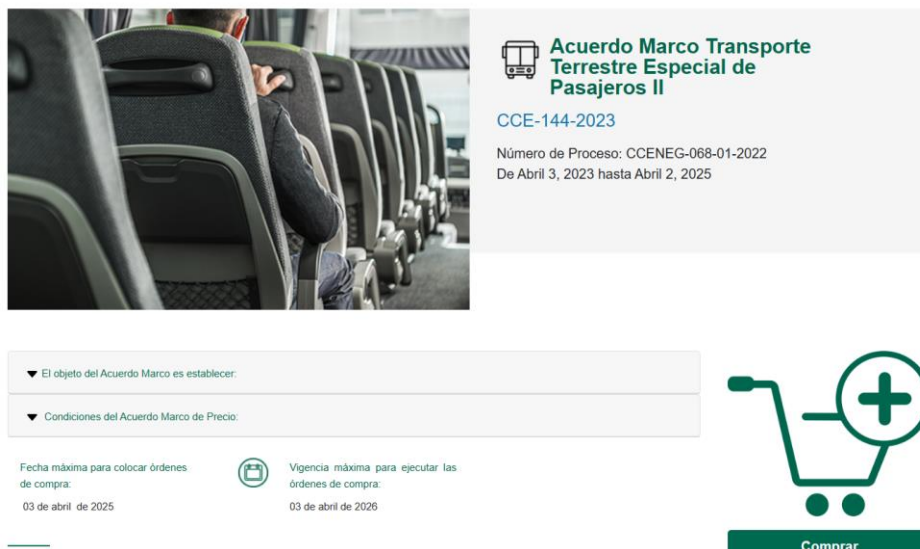 Acuerdo Marco Transporte
Terrestre Especial de
Pasajeros II
CCE-144-2023
Número de Proceso: CCENEG-068-01-2022
De Abril 3, 2023 hasta Abril 2, 2025
El objeto del Acuerdo Marco es establecer:
Condiciones del Acuerdo Marco de Precio:
Fecha máxima para colocar órdenes
de compra:
03 de abril de 2025
Vigencia máxima para ejecutar las
órdenes de compra:
03 de abril de 2026
Comprar